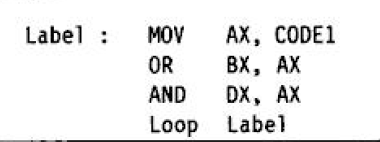 Label : MOV AX, CODE1
OR BX, AX
AND DX, AX
Loop Label